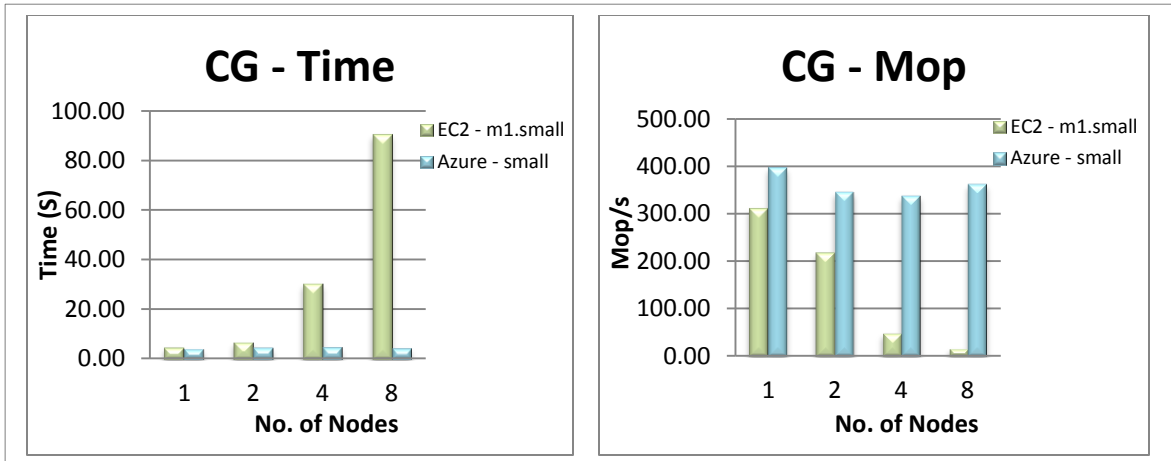 CG - Time
100.00
80.00
60.00
40.00
20.00
0.00
Time (S)
1 2 4 8
No. of Nodes
EC2 - m1.small
Azure - small
CG - Mop
500.00
400.00
300.00
200.00
100.00
0.00
Mop/s
1 2 4 8
No. of Nodes
EC2 - m1.small
Azure - small